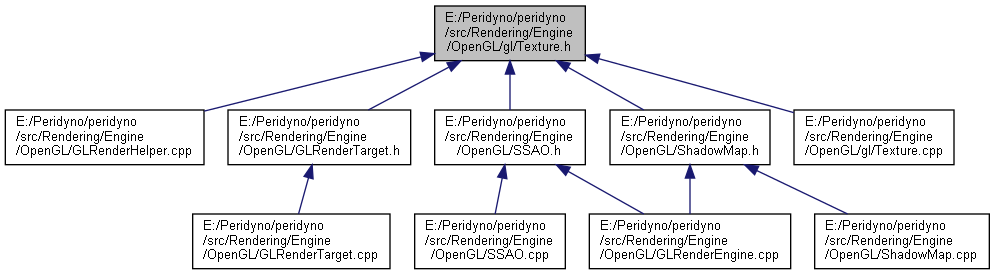 E:/Peridyno/peridyno
/src/Rendering/Engine
/OpenGL/gl/Texture.h
E:/Peridyno/peridyno
/src/Rendering/Engine
/OpenGL/GLRenderHelper.cpp
E:/Peridyno/peridyno
/src/Rendering/Engine
/OpenGL/GLRenderTarget.h
E:/Peridyno/peridyno
/src/Rendering/Engine
/OpenGL/SSAO.h
E:/Peridyno/peridyno
/src/Rendering/Engine
/OpenGL/ShadowMap.h
E:/Peridyno/peridyno
/src/Rendering/Engine
/OpenGL/gl/Texture.cpp
E:/Peridyno/peridyno
/src/Rendering/Engine
/OpenGL/GLRenderTarget.cpp
E:/Peridyno/peridyno
/src/Rendering/Engine
/OpenGL/SSAO.cpp
E:/Peridyno/peridyno
/src/Rendering/Engine
/OpenGL/GLRenderEngine.cpp
E:/Peridyno/peridyno
/src/Rendering/Engine
/OpenGL/ShadowMap.cpp